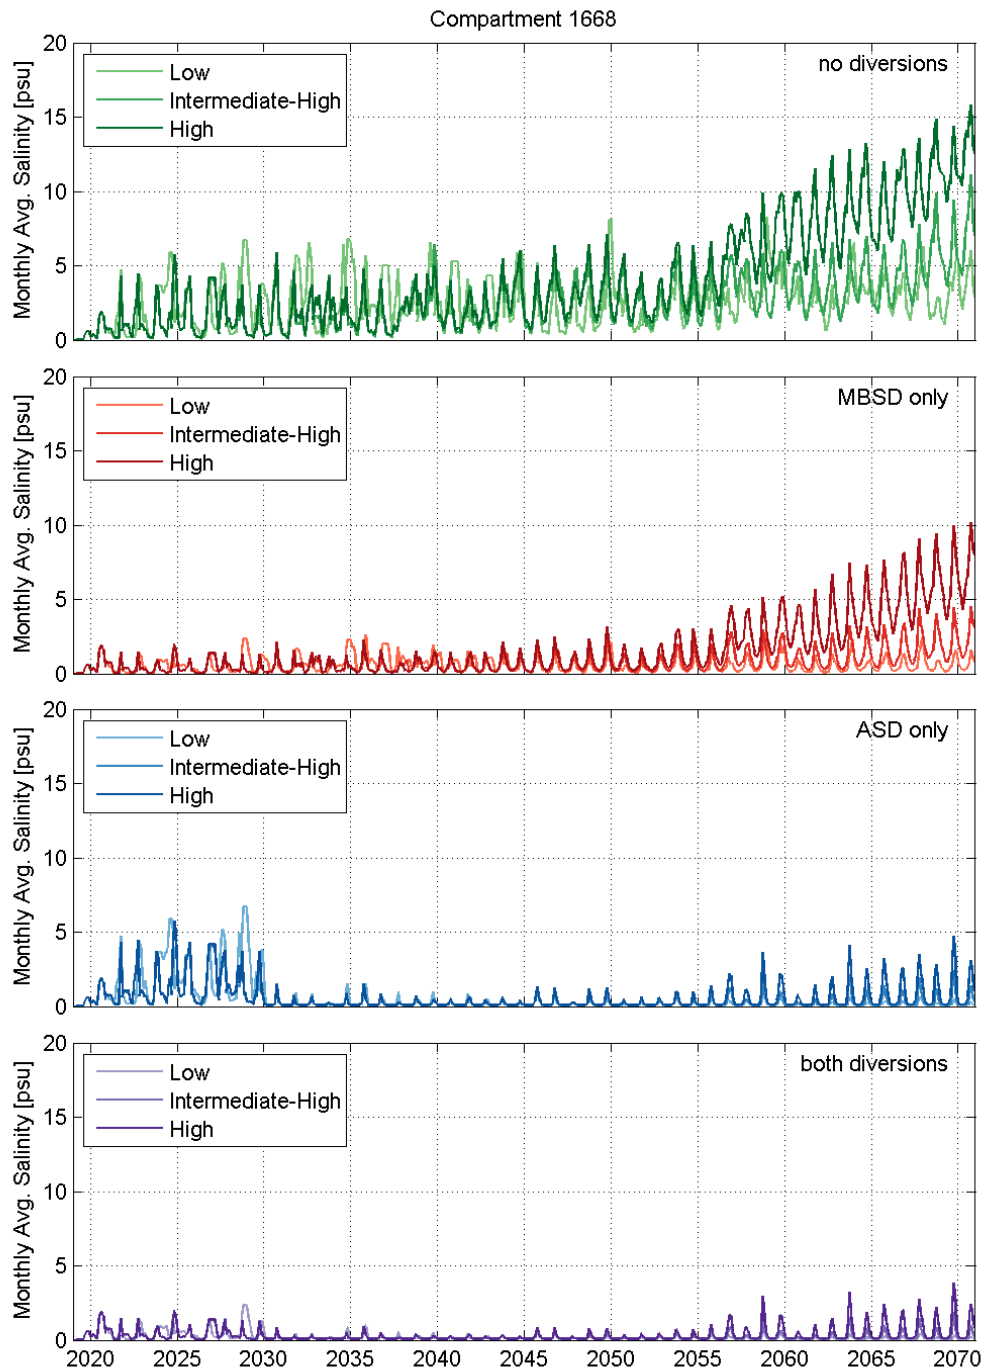 Compartment 1668
Monthly Avg. Salinity [psu]
20
15
10
5
0
Low
Intermediate-High
High
no diversions
Monthly Avg. Salinity [psu]
20
15
10
5
0
Low
Intermediate-High
High
MBSD only
Monthly Avg. Salinity [psu]
20
15
10
5
0
Low
Intermediate-High
High
ASD only
Monthly Avg. Salinity [psu]
20
15
10
5
0
Low
Intermediate-High
High
both diversions
2020 2025 2030 2035 2040 2045 2050 2055 2060 2065 2070